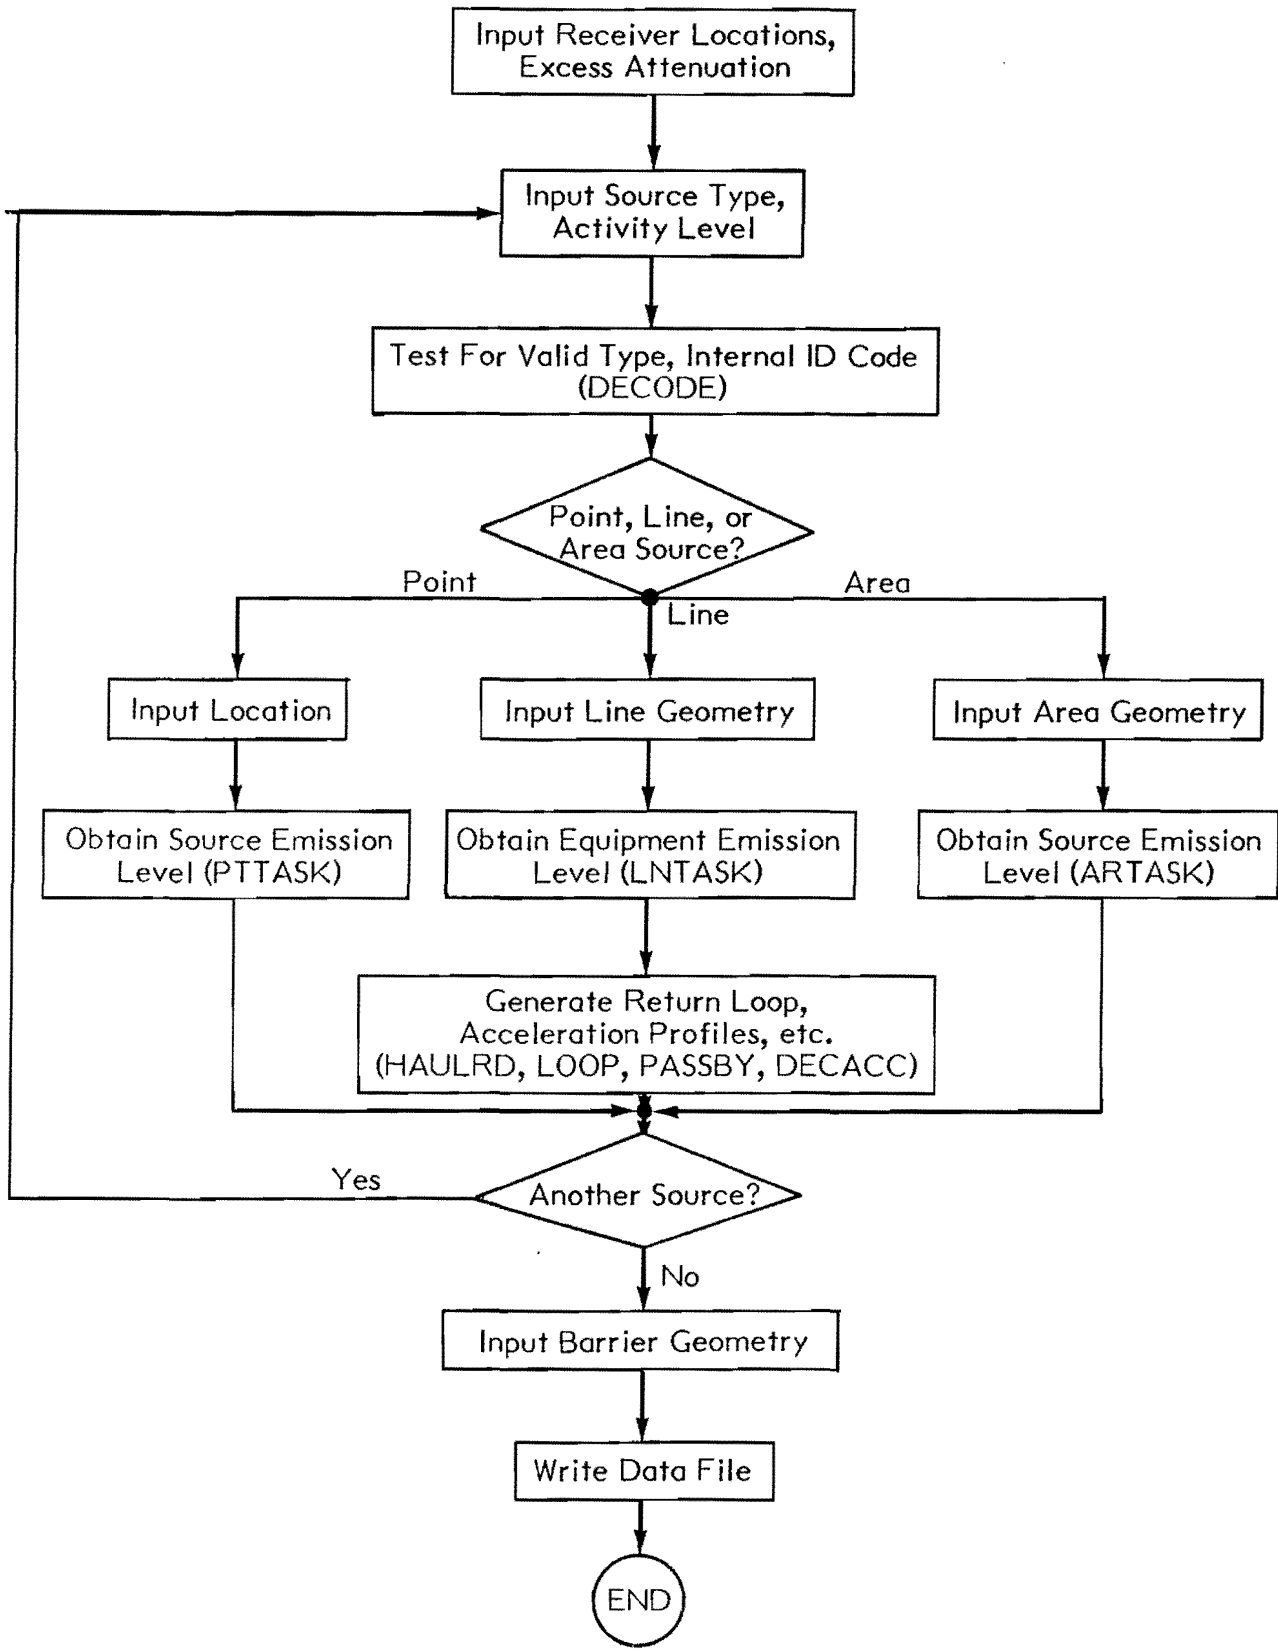 Input Receiver Locations,
Excess Attenuation
Input Source Type,
Activity Level
Test For Valid Type, Internal ID Code
(DECODE)
Point, Line, or
Area Source?
Point
Area
Line
Input Location
Input Line Geometry
Input Area Geometry
Obtain Source Emission
Level (PTTASK)
Obtain Equipment Emission
Level (LNTASK)
Obtain Source Emission
Level (ARTASK)
Generate Return Loop,
Acceleration Profiles, etc.
(HAULRD, LOOP, PASSBY, DECACC)
Yes
Another Source?
No
Input Barrier Geometry
Write Data File
END